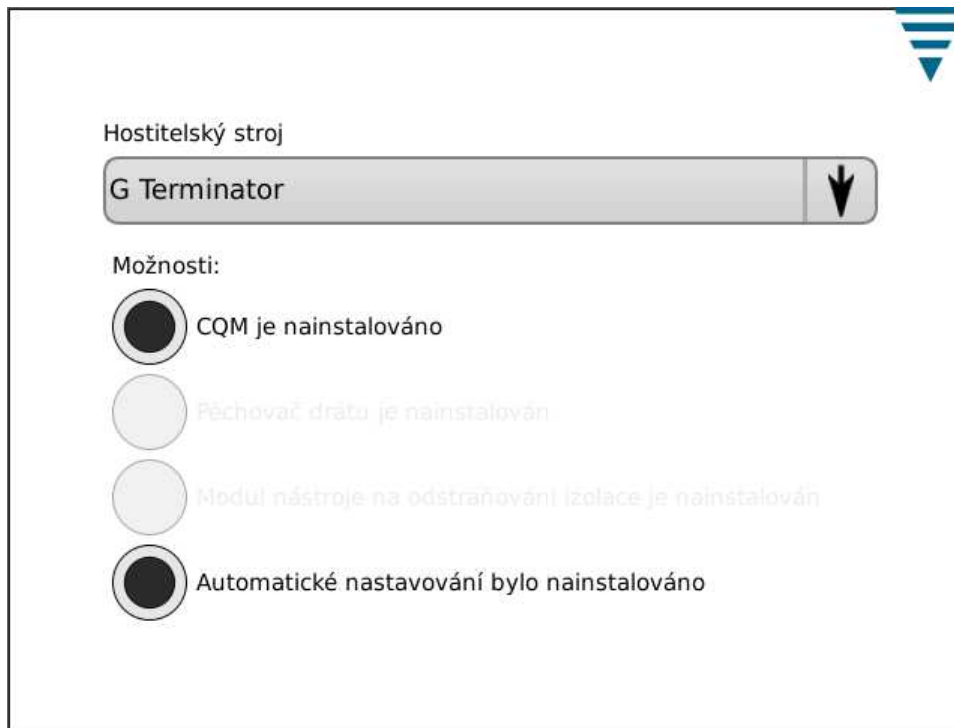 Hostitelský stroj
G Terminator
Možnosti:
CQM je nainstalováno
Pěchovač drátu je nainstalován
Modul nástroje na odstraňování izolace je nainstalován
Automatické nastavování bylo nainstalováno